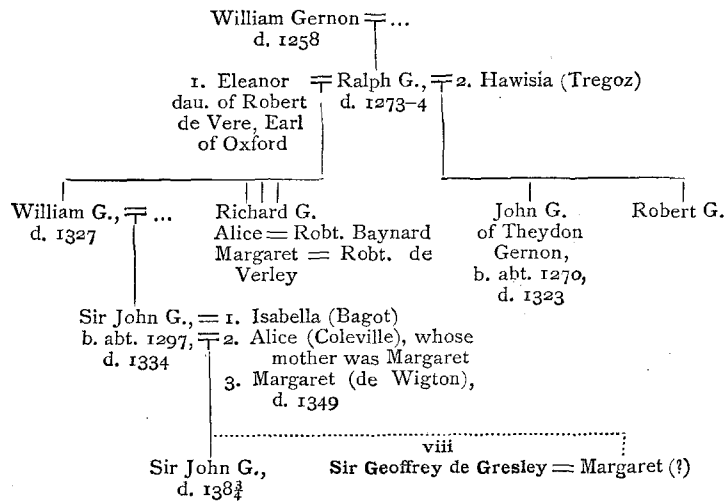 William Gernon = ...
d. 1258
1. Eleanor = Ralph G., = 2. Hawisia (Tregoz)
dau. of Robert d. 1273–4
de Vere, Earl
of Oxford
William G., = ... Richard G. John G. Robert G.
d. 1327 Alice = Robt. Baynard of Theydon
Margaret = Robt. de Gernon,
Verley b. abt. 1270,
d. 1323
Sir John G., = 1. Isabella (Bagot)
b. abt. 1297, = 2. Alice (Coleville), whose
d. 1334 mother was Margaret
3. Margaret (de Wigton),
d. 1349
viii
Sir John G., Sir Geoffrey de Gresley = Margaret (?)
d. 138¾